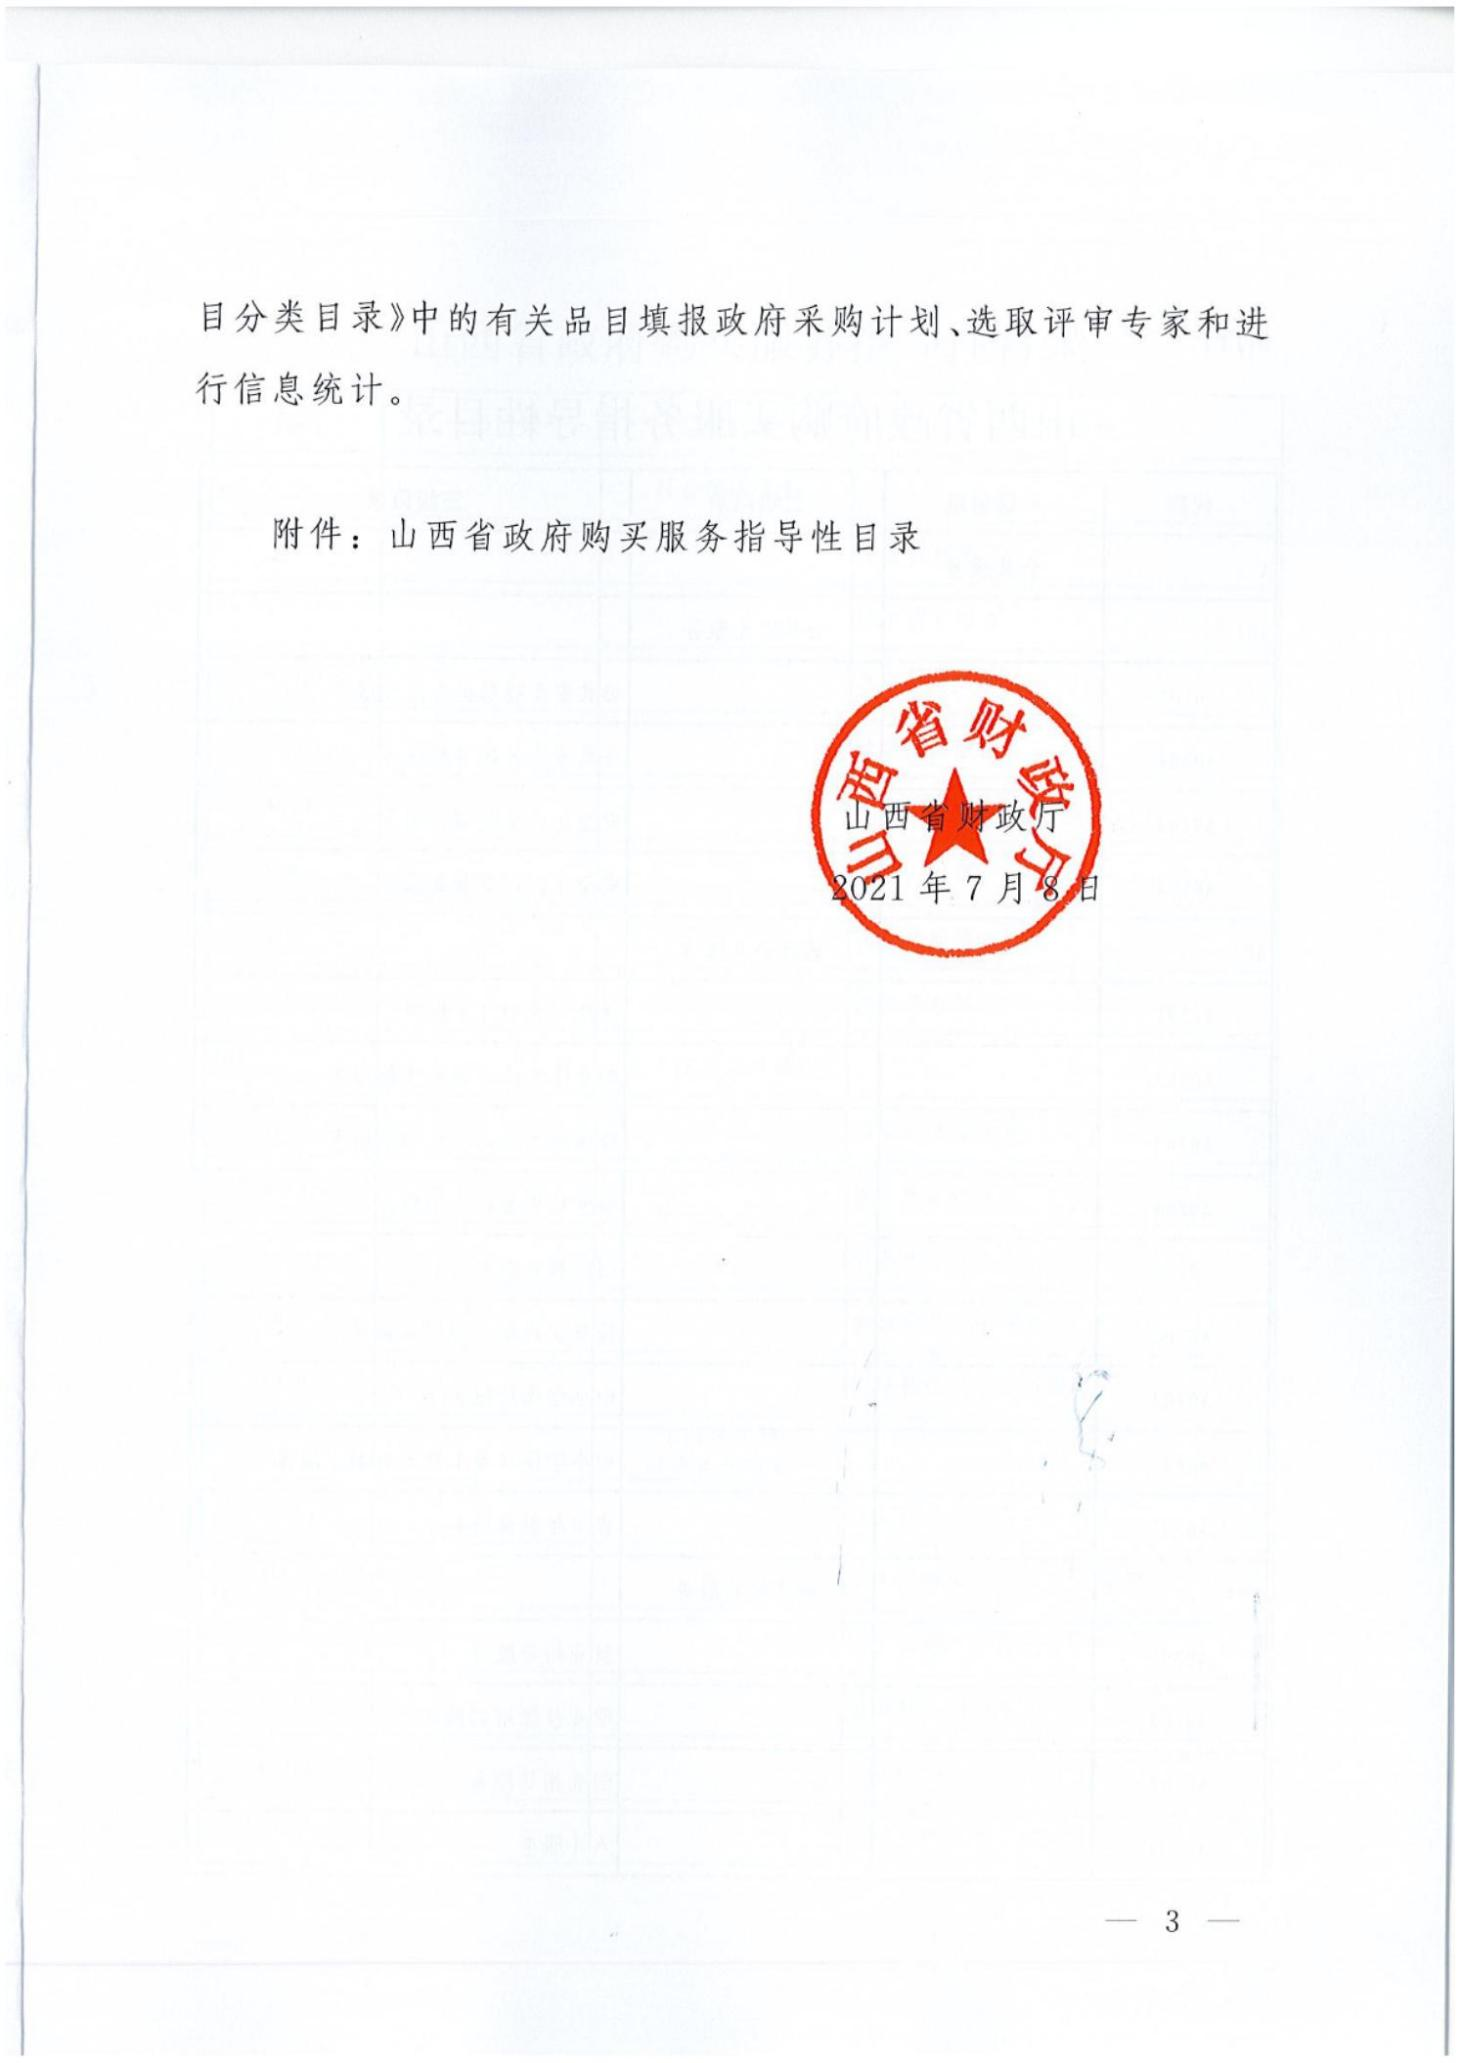 目分类目录》中的有关品目填报政府采购计划、选取评审专家和进
行信息统计。
附件：山西省政府购买服务指导性目录
山西省财政厅
山西省财政厅
2021年7月8日
— 3 —